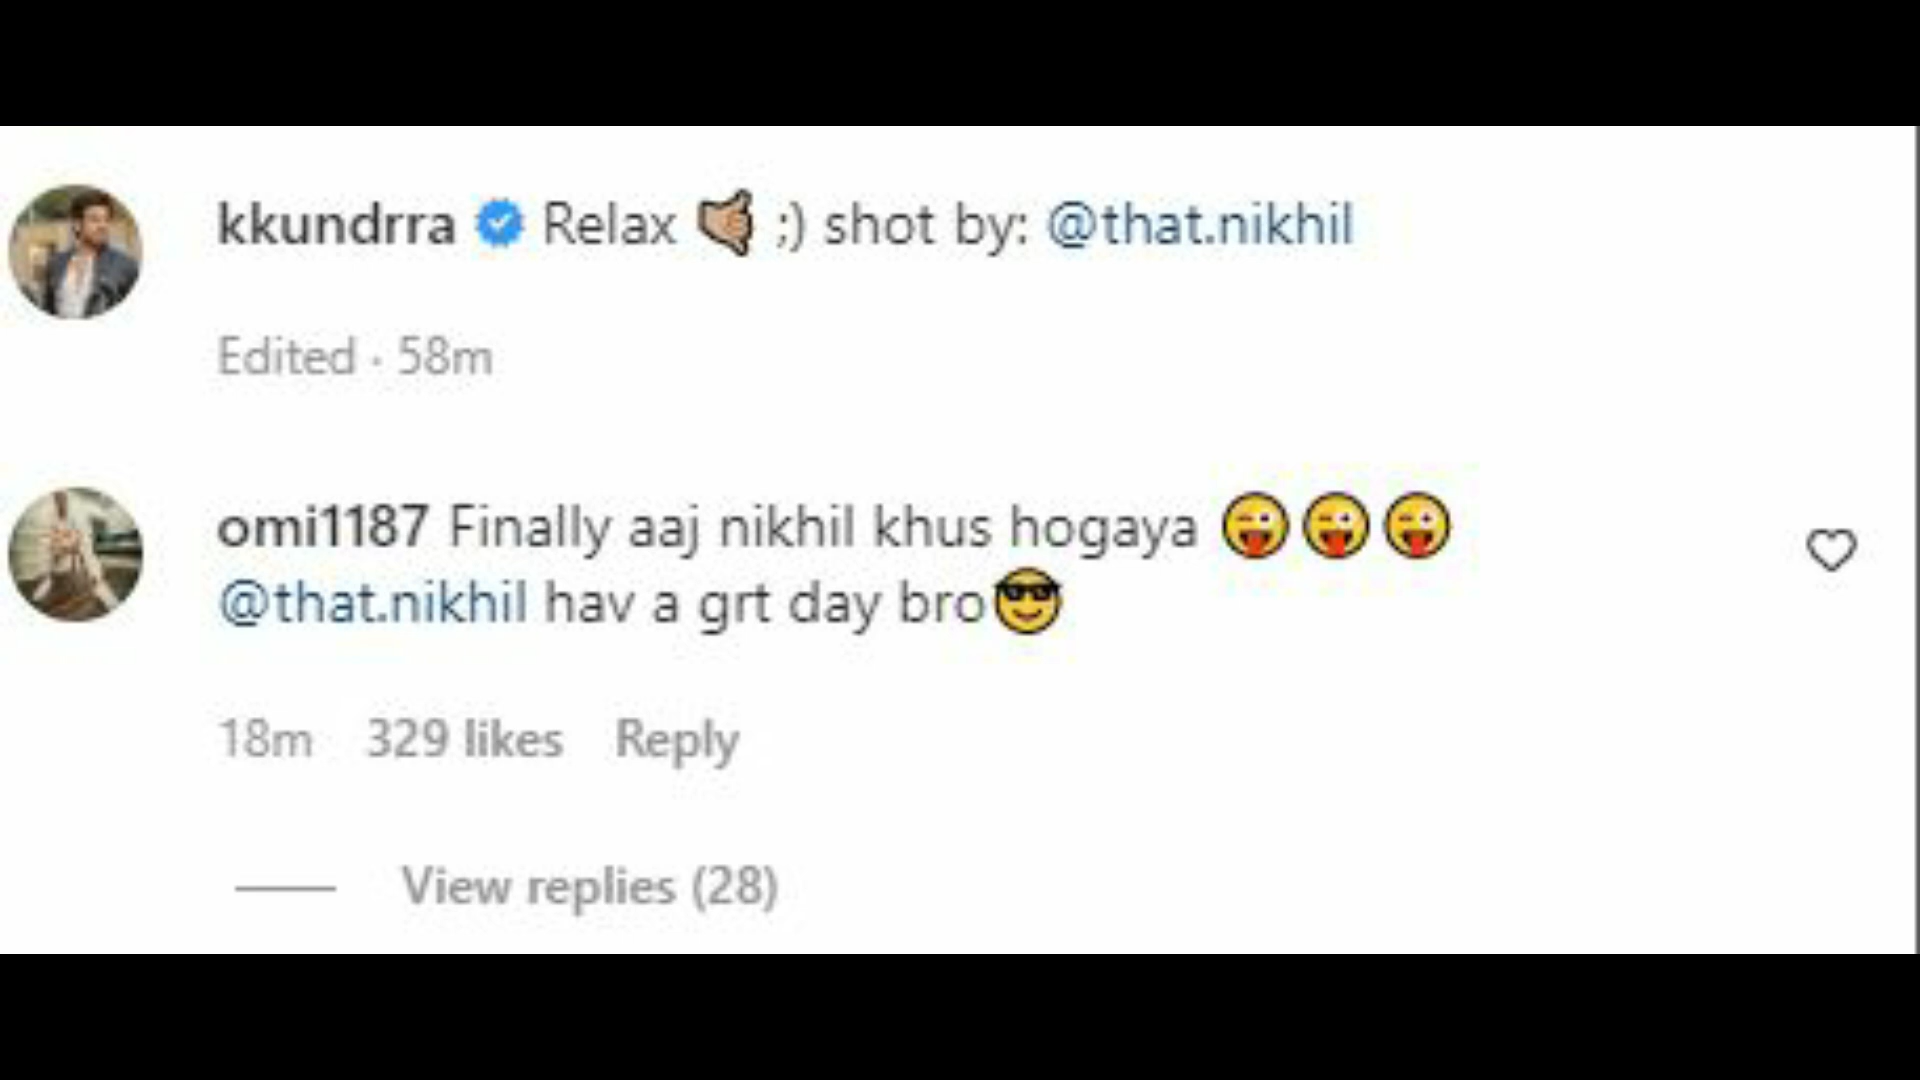 kkundrra Relax 🤙🏽 ;) shot by: @that.nikhil
Edited · 58m
omi1187 Finally aaj nikhil khus hogaya 😜😜😜
@that.nikhil hav a grt day bro😎
18m 329 likes Reply
View replies (28)